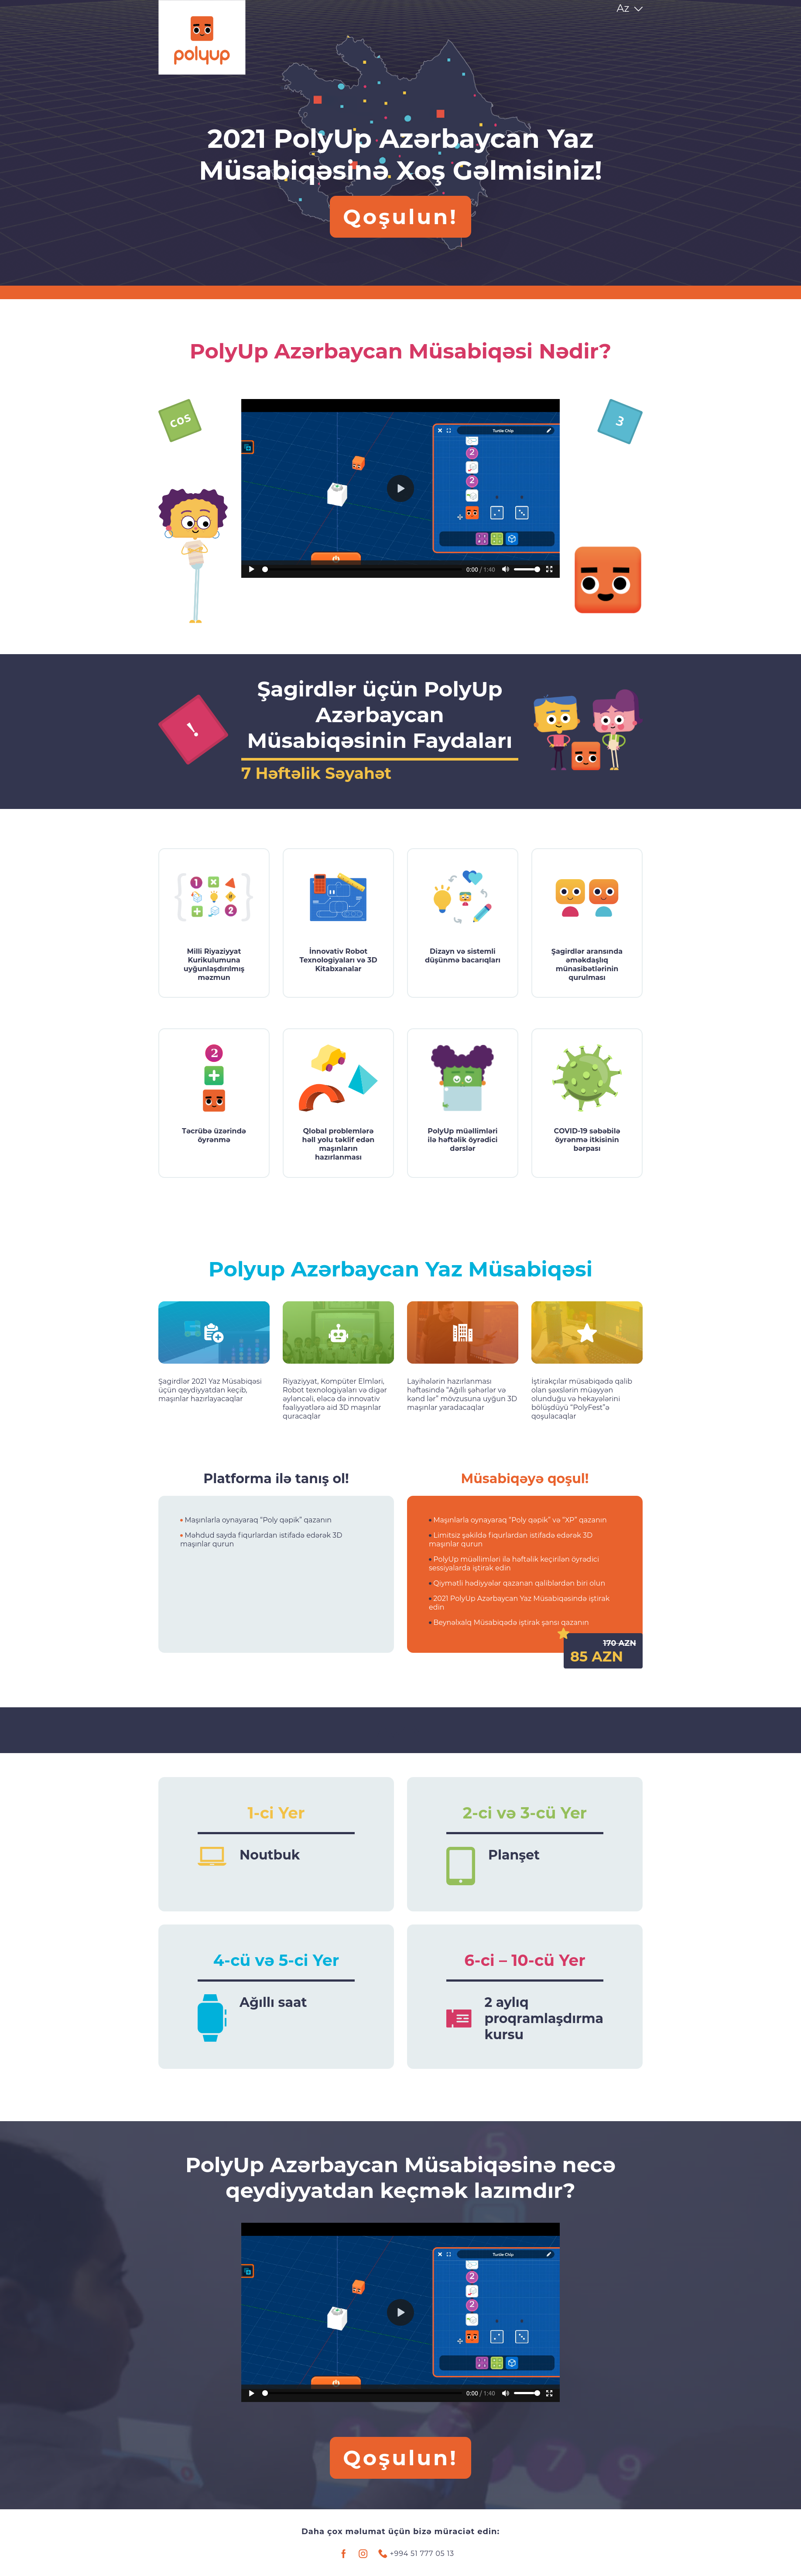 Az
polyup
2021 PolyUp Azərbaycan Yaz
Müsabiqəsinə Xoş Gəlmisiniz!
Qoşulun!
PolyUp Azərbaycan Müsabiqəsi Nədir?
cos
3
Turtle Chip
2
2
0:00 / 1:40
!
Şagirdlər üçün PolyUp
Azərbaycan
Müsabiqəsinin Faydaları
7 Həftəlik Səyahət
1
2
Milli Riyaziyyat
Kurikulumuna
uyğunlaşdırılmış
məzmun
İnnovativ Robot
Texnologiyaları və 3D
Kitabxanalar
Dizayn və sistemli
düşünmə bacarıqları
Şagirdlər arasında
əməkdaşlıq
münasibətlərinin
qurulması
2
Təcrübə üzərində
öyrənmə
Qlobal problemlərə
həll yolu təklif edən
maşınların
hazırlanması
PolyUp müəllimləri
ilə həftəlik öyrədici
dərslər
COVID-19 səbəbilə
öyrənmə itkisinin
bərpası
Polyup Azərbaycan Yaz Müsabiqəsi
Şagirdlər 2021 Yaz Müsabiqəsi
üçün qeydiyyatdan keçib,
maşınlar hazırlayacaqlar
Riyaziyyat, Kompüter Elmləri,
Robot texnologiyaları və digər
əyləncəli, eləcə də innovativ
fəaliyyətlərə aid 3D maşınlar
quracaqlar
Layihələrin hazırlanması
həftəsində “Ağıllı şəhərlər və
kənd lər” mövzusuna uyğun 3D
maşınlar yaradacaqlar
İştirakçılar müsabiqədə qalib
olan şəxslərin müəyyən
olunduğu və hekayələrini
bölüşdüyü “PolyFest”ə
qoşulacaqlar
Platforma ilə tanış ol!
• Maşınlarla oynayaraq “Poly qəpik” qazanın
• Məhdud sayda fiqurlardan istifadə edərək 3D
maşınlar qurun
Müsabiqəyə qoşul!
• Maşınlarla oynayaraq “Poly qəpik” və “XP” qazanın
• Limitsiz şəkildə fiqurlardan istifadə edərək 3D
maşınlar qurun
• PolyUp müəllimləri ilə həftəlik keçirilən öyrədici
sessiyalarda iştirak edin
• Qiymətli hədiyyələr qazanan qaliblərdən biri olun
• 2021 PolyUp Azərbaycan Yaz Müsabiqəsində iştirak
edin
• Beynəlxalq Müsabiqədə iştirak şansı qazanın
170 AZN
85 AZN
1-ci Yer
Noutbuk
2-ci və 3-cü Yer
Planşet
4-cü və 5-ci Yer
Ağıllı saat
6-ci – 10-cü Yer
2 aylıq
proqramlaşdırma
kursu
PolyUp Azərbaycan Müsabiqəsinə necə
qeydiyyatdan keçmək lazımdır?
Turtle Chip
2
2
0:00 / 1:40
Qoşulun!
5
1
7
9
Daha çox məlumat üçün bizə müraciət edin:
+994 51 777 05 13